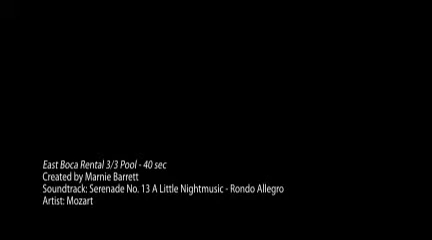 East Boca Rental 3/3 Pool - 40 sec
Created by Marnie Barrett
Soundtrack: Serenade No. 13 A Little Nightmusic - Rondo Allegro
Artist: Mozart